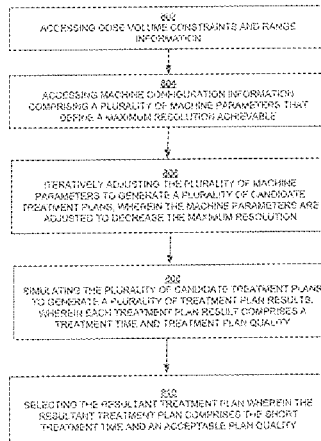 802
ACCESSING DOSE VOLUME CONSTRAINTS AND RANGE
INFORMATION
804
ACCESSING MACHINE CONFIGURATION INFORMATION
COMPRISING A PLURALITY OF MACHINE PARAMETERS THAT
DEFINE A MAXIMUM RESOLUTION ACHIEVABLE
806
ITERATIVELY ADJUSTING THE PLURALITY OF MACHINE
PARAMETERS TO GENERATE A PLURALITY OF CANDIDATE
TREATMENT PLANS, WHEREIN THE MACHINE PARAMETERS ARE
ADJUSTED TO DECREASE THE MAXIMUM RESOLUTION
808
SIMULATING THE PLURALITY OF CANDIDATE TREATMENT PLANS
TO GENERATE A PLURALITY OF TREATMENT PLAN RESULTS,
WHEREIN EACH TREATMENT PLAN RESULT COMPRISES A
TREATMENT TIME AND TREATMENT PLAN QUALITY
810
SELECTING THE RESULTANT TREATMENT PLAN WHEREIN THE
RESULTANT TREATMENT PLAN COMPRISES THE SHORT
TREATMENT TIME AND AN ACCEPTABLE PLAN QUALITY